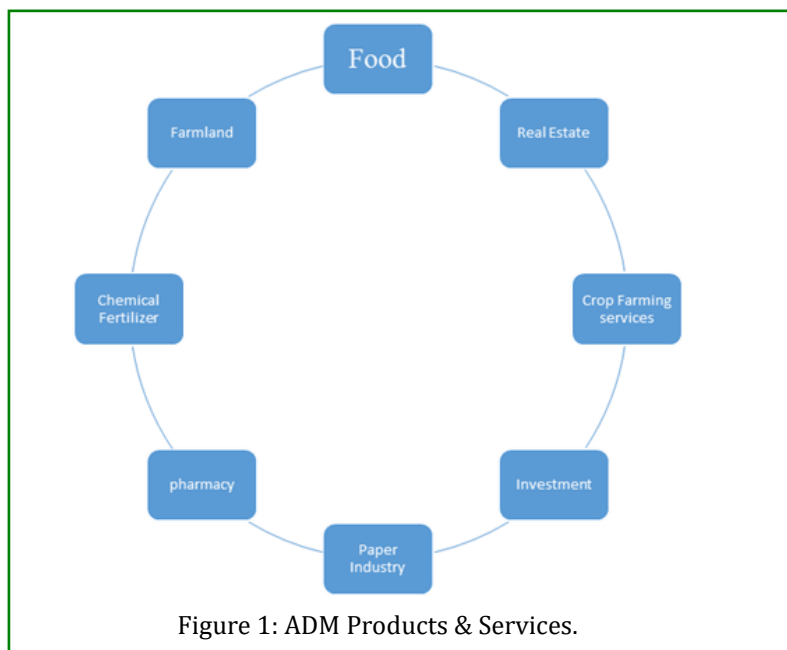 Food
Real Estate
Crop Farming
services
Investment
Paper
Industry
pharmacy
Chemical
Fertilizer
Farmland
Figure 1: ADM Products & Services.